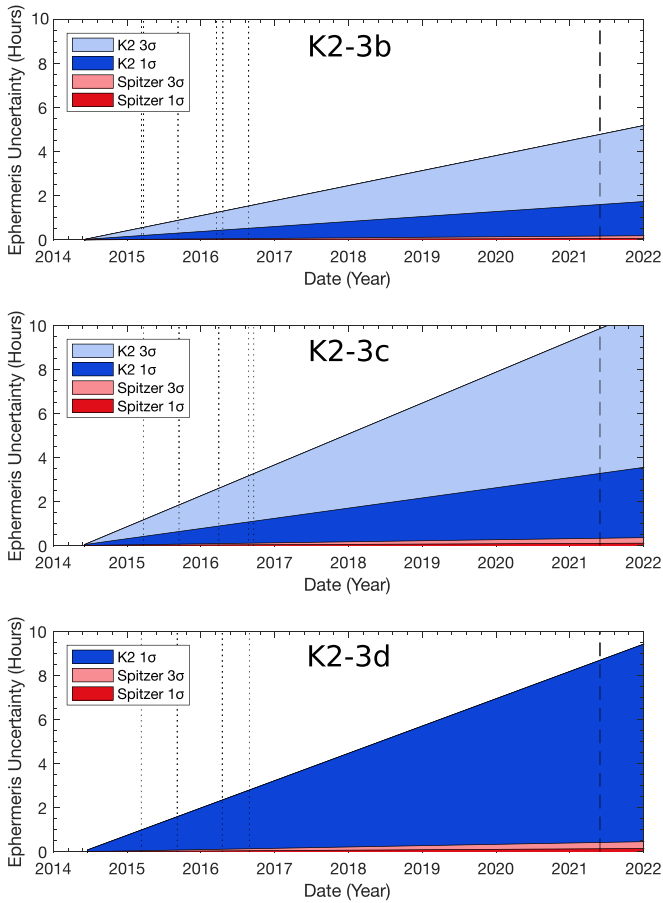 K2-3b
Ephermeris Uncertainty (Hours)
10
8
6
4
2
0
K2 3σ
K2 1σ
Spitzer 3σ
Spitzer 1σ
2014 2015 2016 2017 2018 2019 2020 2021 2022
Date (Year)
K2-3c
Ephermeris Uncertainty (Hours)
10
8
6
4
2
0
K2 3σ
K2 1σ
Spitzer 3σ
Spitzer 1σ
2014 2015 2016 2017 2018 2019 2020 2021 2022
Date (Year)
K2-3d
Ephermeris Uncertainty (Hours)
10
8
6
4
2
0
K2 1σ
Spitzer 3σ
Spitzer 1σ
2014 2015 2016 2017 2018 2019 2020 2021 2022
Date (Year)